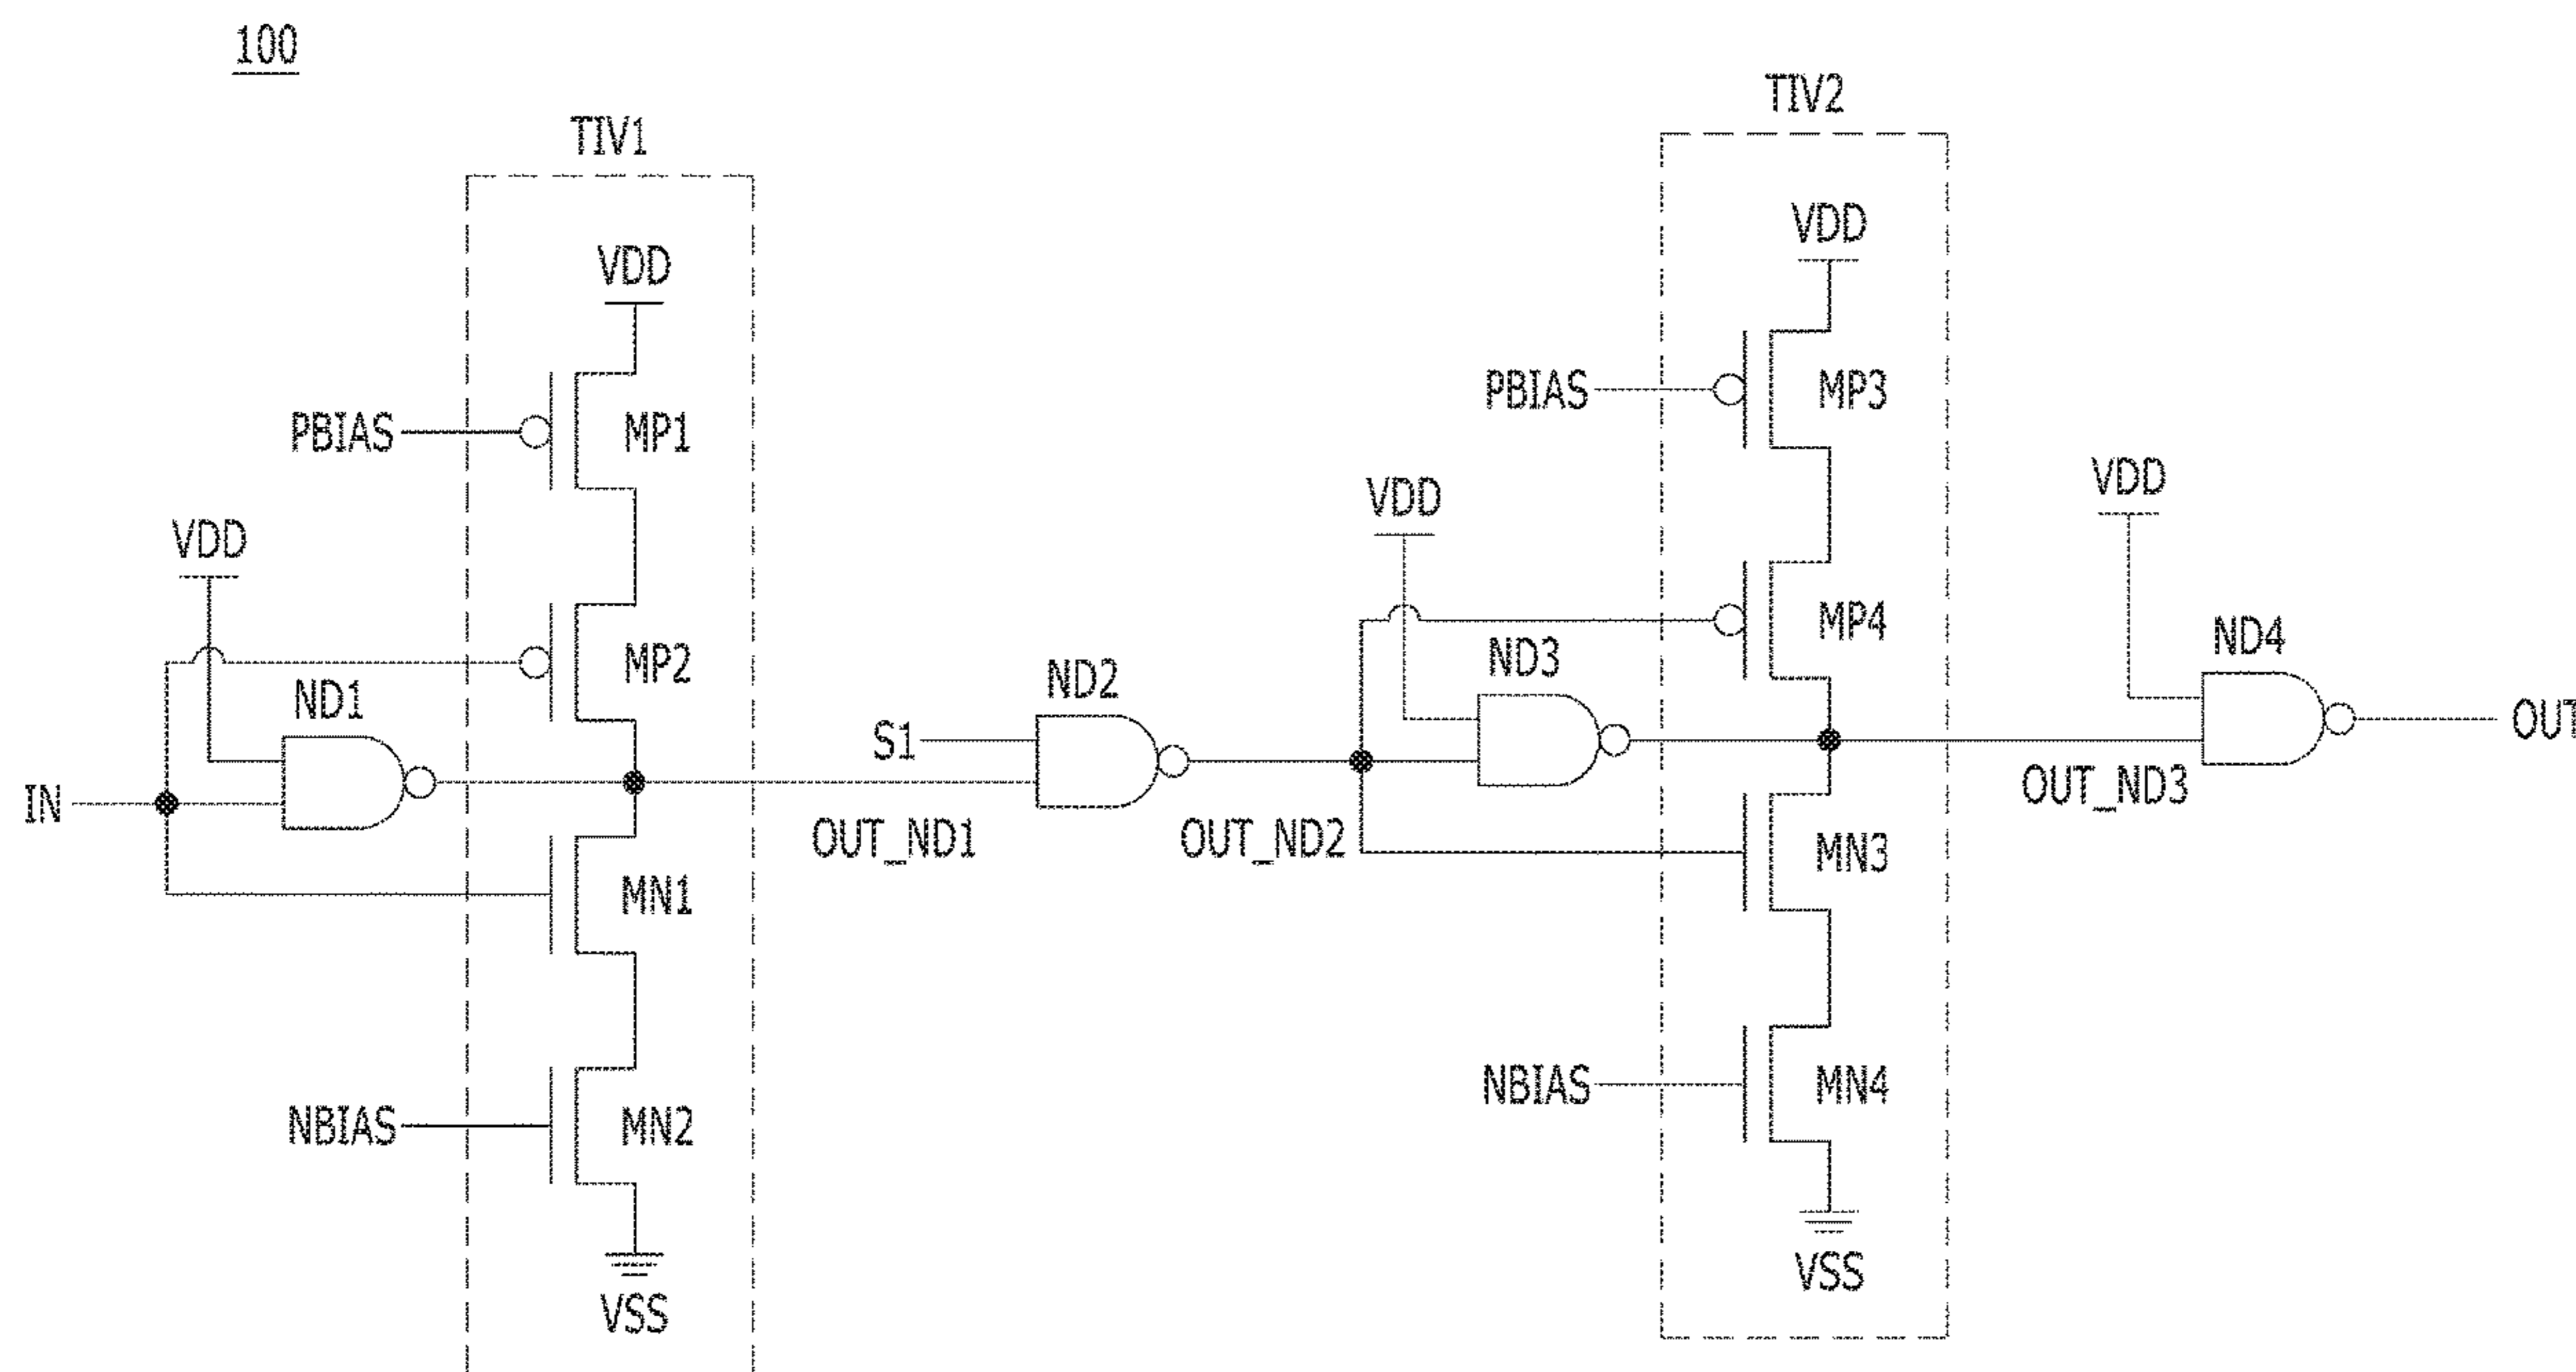 100
TIV1
TIV2
VDD
VDD
PBIAS
MP1
PBIAS
MP3
VDD
VDD
VDD
MP2
MP4
ND1
ND2
ND3
ND4
IN
S1
OUT
OUT_ND1
OUT_ND2
OUT_ND3
MN1
MN3
NBIAS
MN2
NBIAS
MN4
VSS
VSS